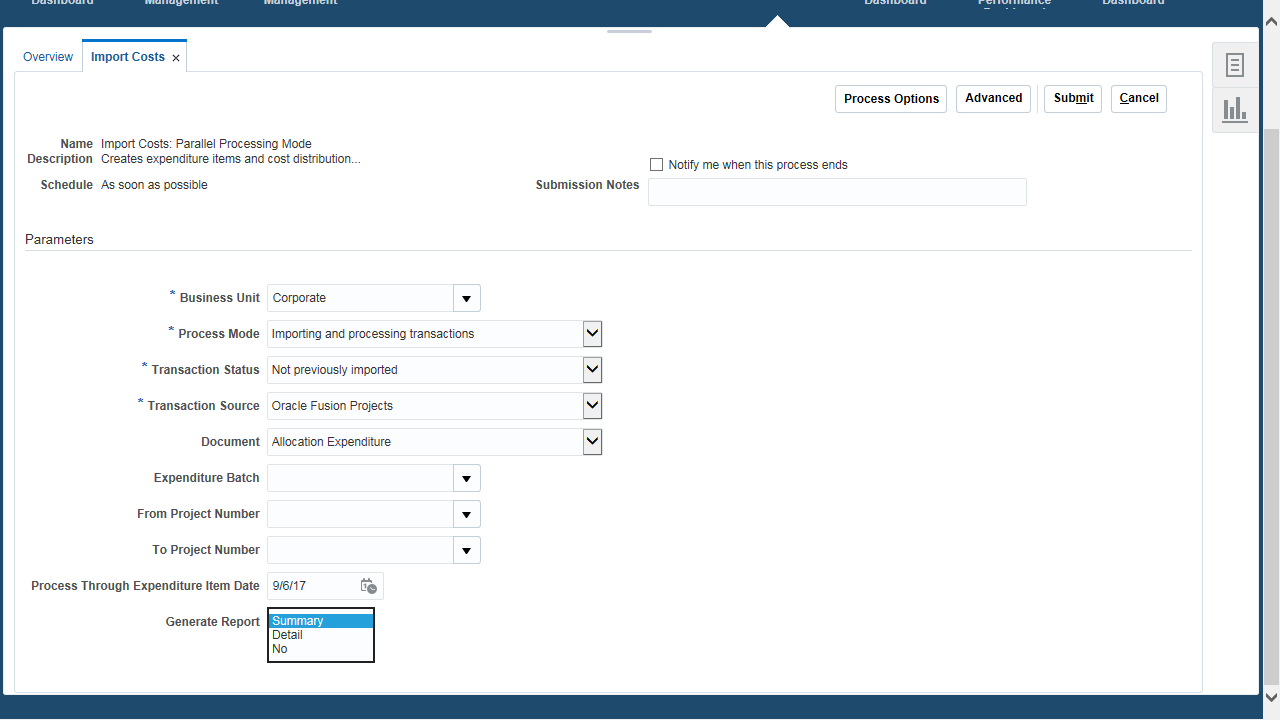 Dashboard Management Management Dashboard Performance Dashboard
Overview Import Costs
Process Options Advanced Submit Cancel
Name Import Costs: Parallel Processing Mode
Description Creates expenditure items and cost distribution...
Notify me when this process ends
Schedule As soon as possible
Submission Notes
Parameters
* Business Unit Corporate
* Process Mode Importing and processing transactions
* Transaction Status Not previously imported
* Transaction Source Oracle Fusion Projects
Document Allocation Expenditure
Expenditure Batch
From Project Number
To Project Number
Process Through Expenditure Item Date 9/6/17
Generate Report Summary
Detail
No